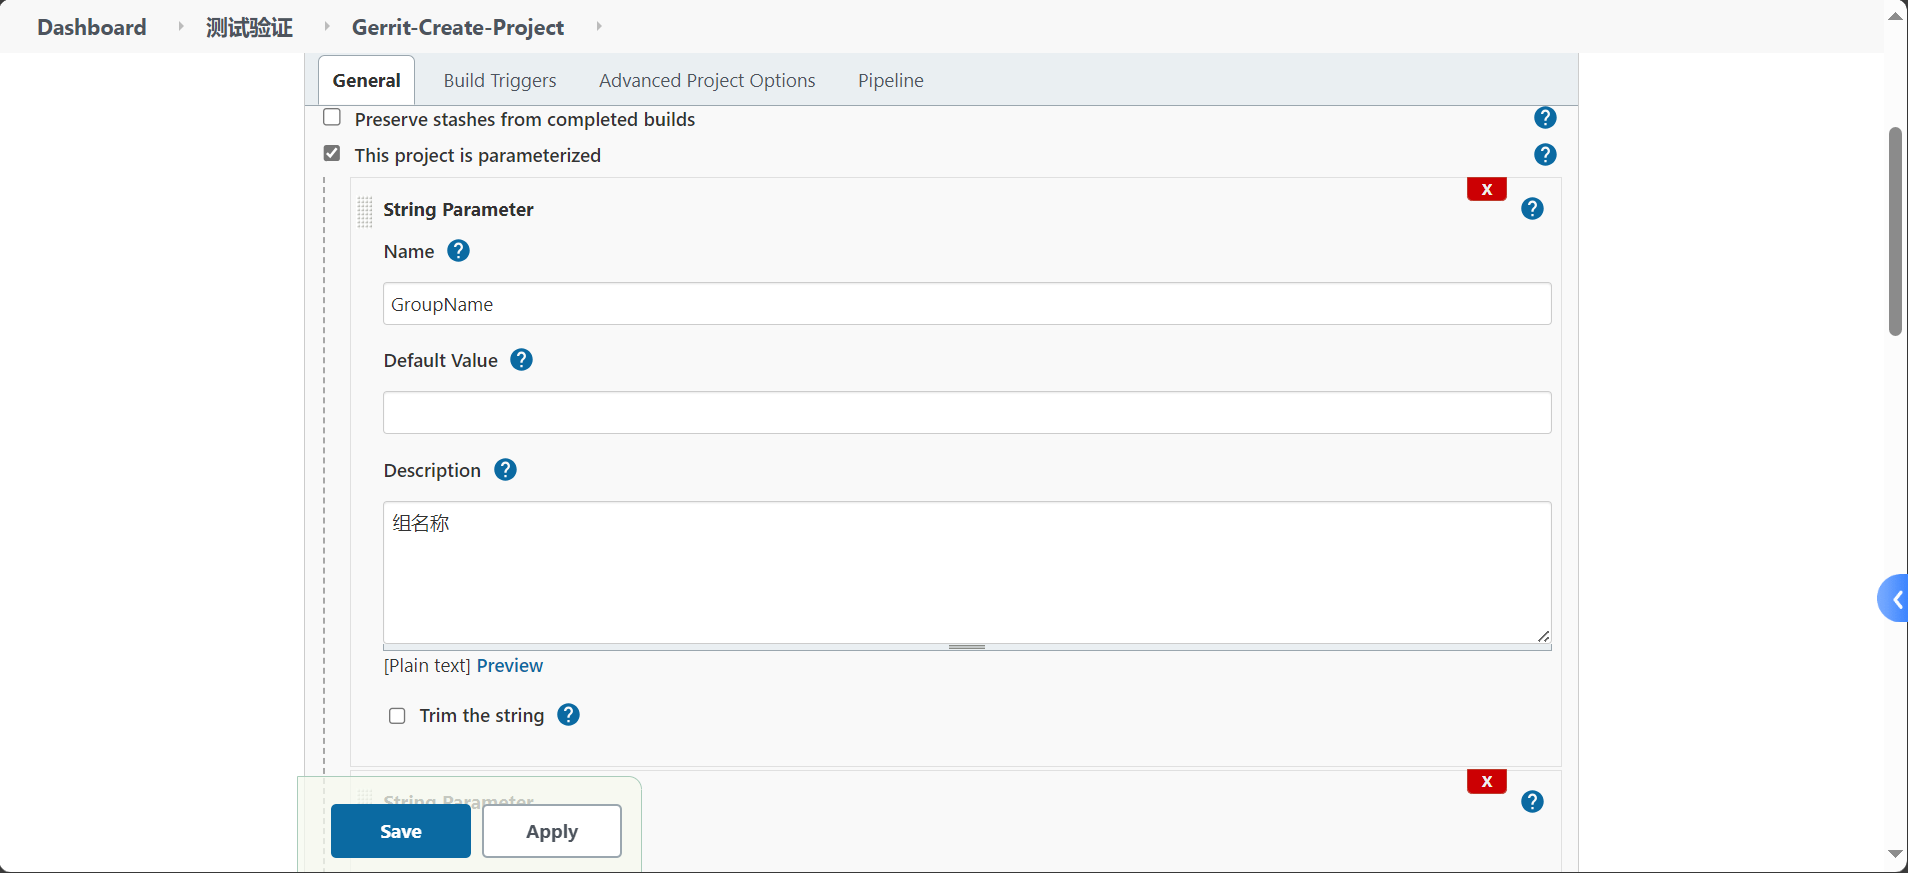 Dashboard 测试验证 Gerrit-Create-Project
General Build Triggers Advanced Project Options Pipeline
Preserve stashes from completed builds
This project is parameterized
X
String Parameter
Name
GroupName
Default Value
Description
组名称
[Plain text] Preview
Trim the string
X
String Parameter
Save Apply